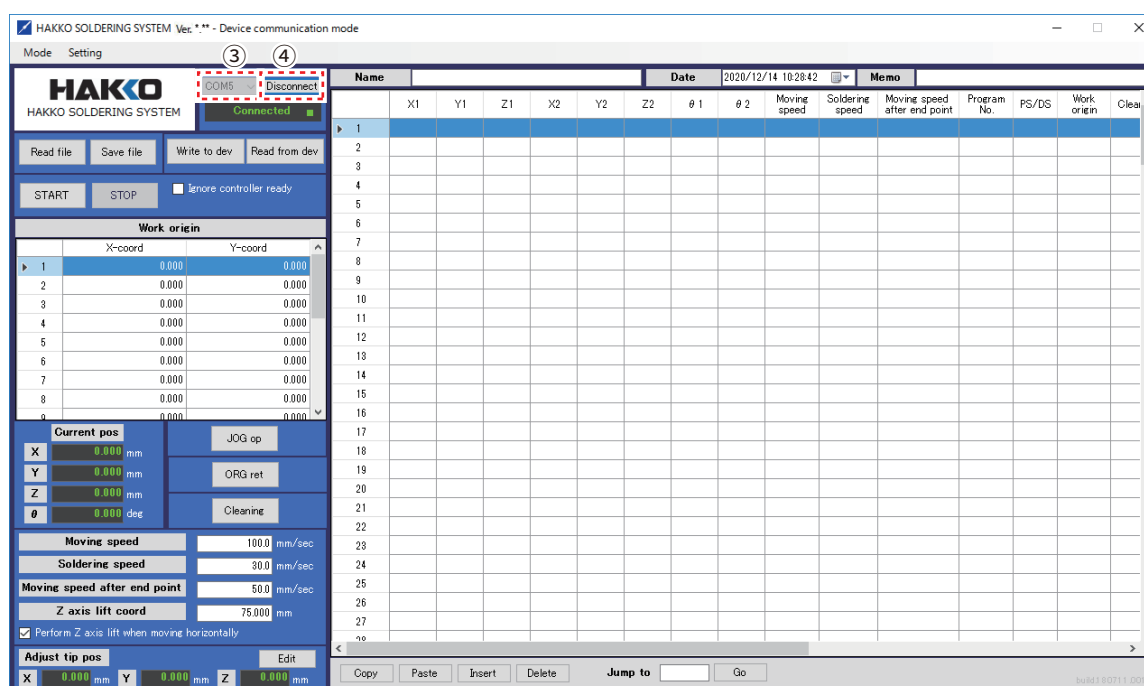 HAKKO SOLDERING SYSTEM Ver. *.** - Device communication mode
Mode Setting
③ ④
HAKKO
HAKKO SOLDERING SYSTEM
COM5 Disconnect
Connected
Read file Save file Write to dev Read from dev
START STOP Ignore controller ready
Work origin
X-coord Y-coord
1 0.000 0.000
2 0.000 0.000
3 0.000 0.000
4 0.000 0.000
5 0.000 0.000
6 0.000 0.000
7 0.000 0.000
8 0.000 0.000
9 0.000 0.000
Current pos
X 0.000 mm
Y 0.000 mm
Z 0.000 mm
θ 0.000 deg
JOG op
ORG ret
Cleaning
Moving speed 100.0 mm/sec
Soldering speed 30.0 mm/sec
Moving speed after end point 50.0 mm/sec
Z axis lift coord 75.000 mm
Perform Z axis lift when moving horizontally
Adjust tip pos Edit
X 0.000 mm Y 0.000 mm Z 0.000 mm
Name Date 2020/12/14 10:28:42 Memo
X1 Y1 Z1 X2 Y2 Z2 θ1 θ2 Moving speed Soldering speed Moving speed after end point Program No. PS/DS Work origin Clear
1
2
3
4
5
6
7
8
9
10
11
12
13
14
15
16
17
18
19
20
21
22
23
24
25
26
27
28
Copy Paste Insert Delete Jump to Go